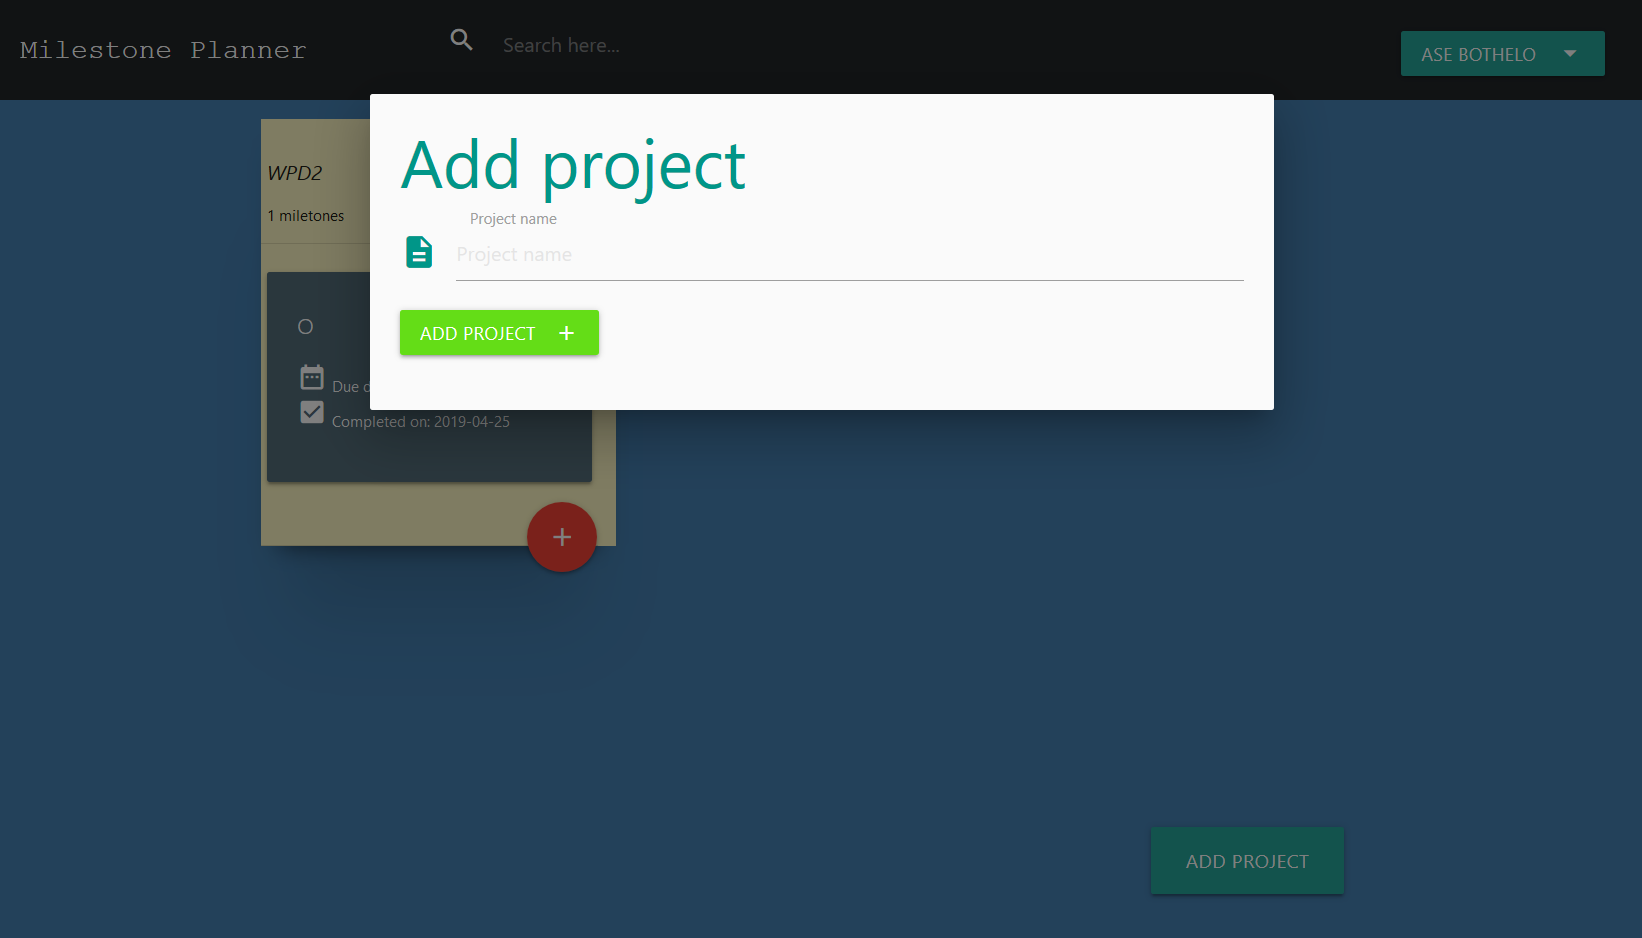 Milestone Planner
Search here...
ASE BOTHELO
Add project
Project name
Project name
ADD PROJECT
WPD2
1 miletones
O
Due d
Completed on: 2019-04-25
ADD PROJECT